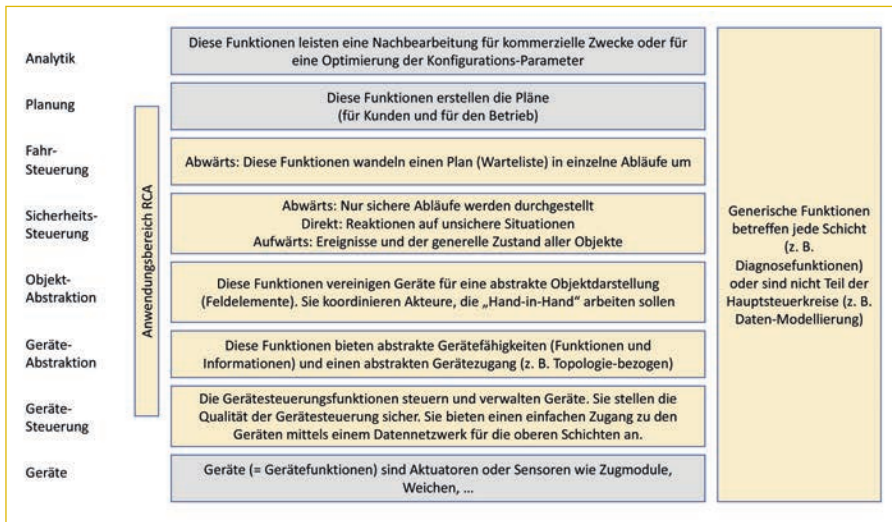 Analytik
Diese Funktionen leisten eine Nachbearbeitung für kommerzielle Zwecke oder für
eine Optimierung der Konfigurations-Parameter
Planung
Diese Funktionen erstellen die Pläne
(für Kunden und für den Betrieb)
Fahr-
Steuerung
Abwärts: Diese Funktionen wandeln einen Plan (Warteliste) in einzelne Abläufe um
Sicherheits-
Steuerung
Abwärts: Nur sichere Abläufe werden durchgestellt
Direkt: Reaktionen auf unsichere Situationen
Aufwärts: Ereignisse und der generelle Zustand aller Objekte
Objekt-
Abstraktion
Diese Funktionen vereinigen Geräte für eine abstrakte Objektdarstellung
(Feldelemente). Sie koordinieren Akteure, die „Hand-in-Hand“ arbeiten sollen
Geräte-
Abstraktion
Diese Funktionen bieten abstrakte Gerätefähigkeiten (Funktionen und
Informationen) und einen abstrakten Gerätezugang (z. B. Topologie-bezogen)
Geräte-
Steuerung
Die Gerätesteuerungsfunktionen steuern und verwalten Geräte. Sie stellen die
Qualität der Gerätesteuerung sicher. Sie bieten einen einfachen Zugang zu den
Geräten mittels einem Datennetzwerk für die oberen Schichten an.
Geräte
Geräte (= Gerätefunktionen) sind Aktuatoren oder Sensoren wie Zugmodule,
Weichen, ...
Anwendungsbereich RCA
Generische Funktionen
betreffen jede Schicht
(z. B.
Diagnosefunktionen)
oder sind nicht Teil der
Hauptsteuerkreise (z. B.
Daten-Modellierung)